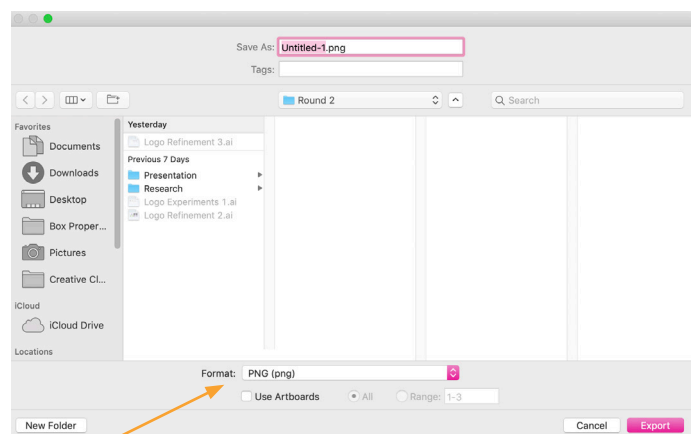 Save As: Untitled-1.png
Tags:
Round 2
Search
Favorites
Documents
Downloads
Desktop
Box Proper...
Pictures
Creative Cl...
iCloud
iCloud Drive
Locations
Yesterday
Logo Refinement 3.ai
Previous 7 Days
Presentation
Research
Logo Experiments 1.ai
Logo Refinement 2.ai
Format: PNG (png)
Use Artboards All Range: 1-3
New Folder Cancel Export